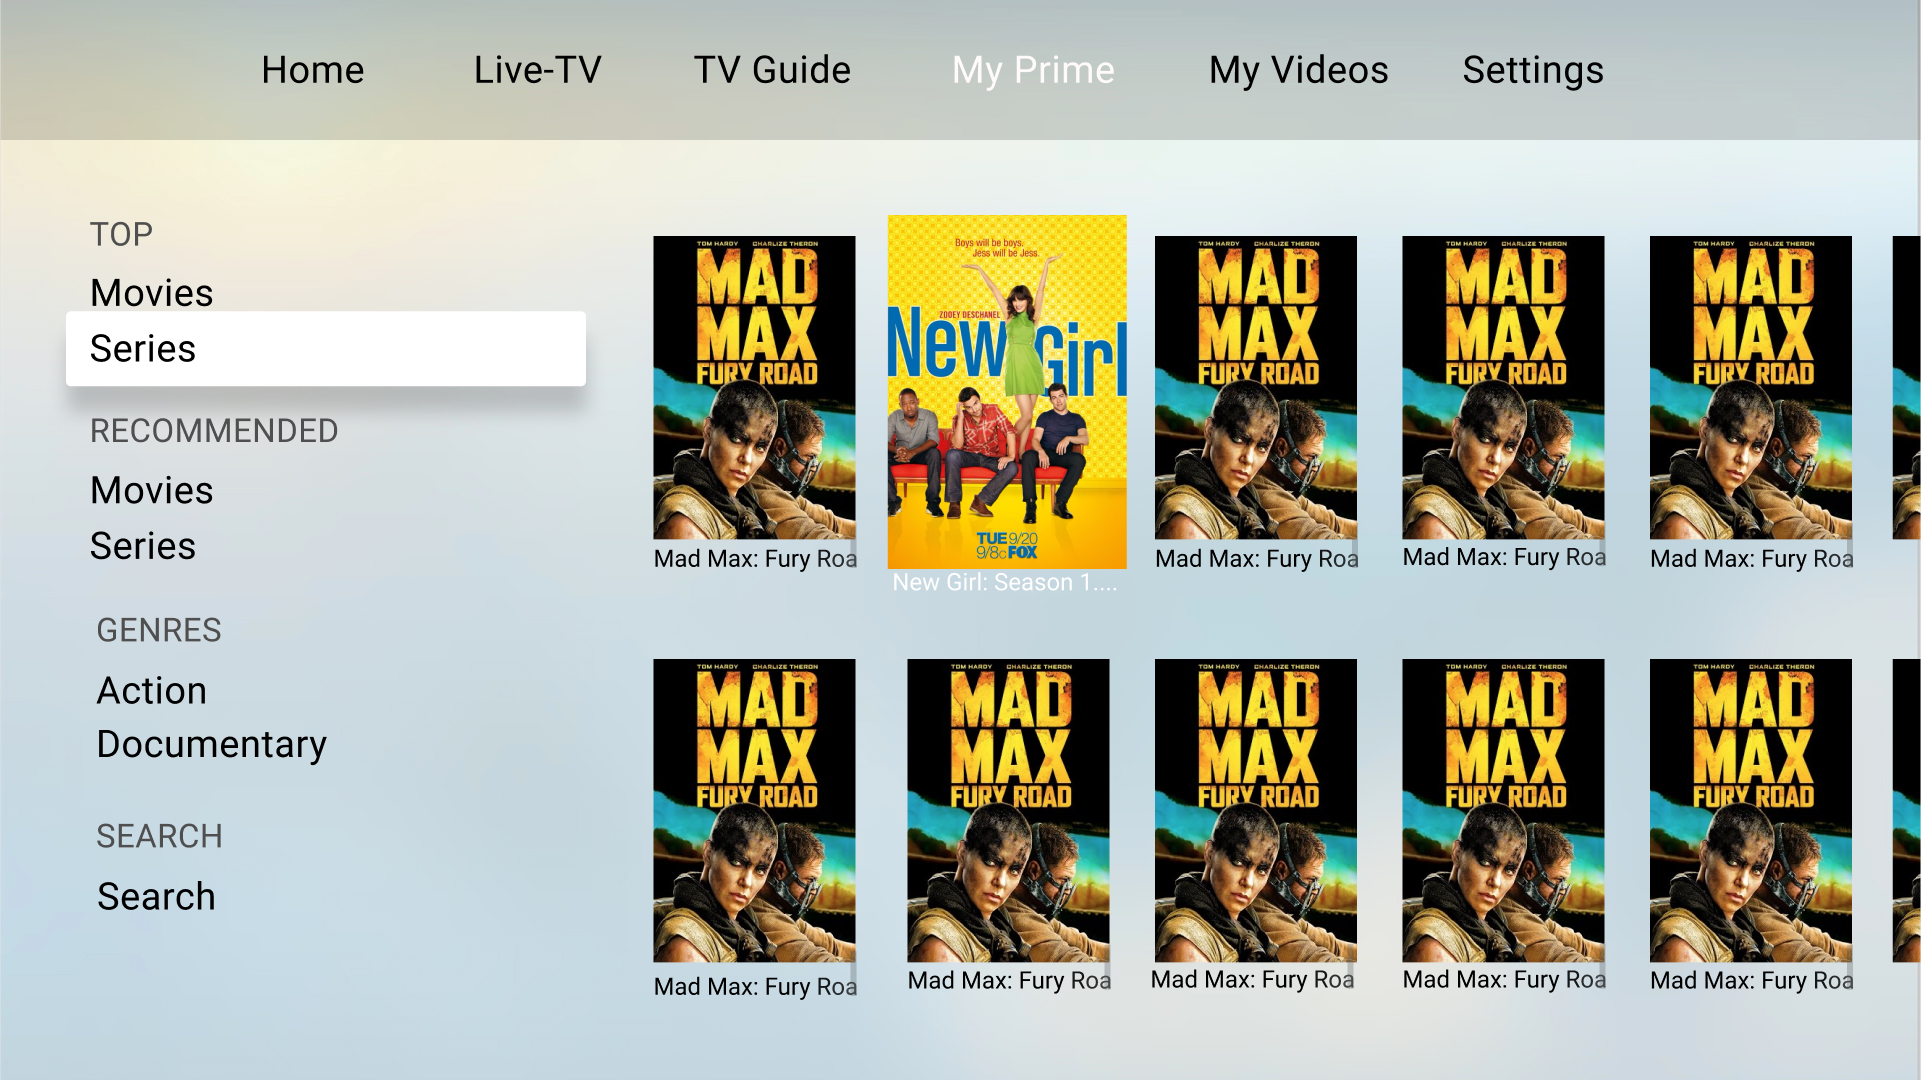 Home Live-TV TV Guide My Prime My Videos Settings
TOP
Movies
Series
RECOMMENDED
Movies
Series
GENRES
Action
Documentary
SEARCH
Search
TOM HARDY CHARLIZE THERON
MAD
MAX
FURY ROAD
Mad Max: Fury Roa
Boys will be boys.
Jess will be Jess.
ZOOEY DESCHANEL
New Girl
TUE 9/20
9/8c FOX
New Girl: Season 1....
TOM HARDY CHARLIZE THERON
MAD
MAX
FURY ROAD
Mad Max: Fury Roa
TOM HARDY CHARLIZE THERON
MAD
MAX
FURY ROAD
Mad Max: Fury Roa
TOM HARDY CHARLIZE THERON
MAD
MAX
FURY ROAD
Mad Max: Fury Roa
TOM HARDY CHARLIZE THERON
MAD
MAX
FURY ROAD
Mad Max: Fury Roa
TOM HARDY CHARLIZE THERON
MAD
MAX
FURY ROAD
Mad Max: Fury Roa
TOM HARDY CHARLIZE THERON
MAD
MAX
FURY ROAD
Mad Max: Fury Roa
TOM HARDY CHARLIZE THERON
MAD
MAX
FURY ROAD
Mad Max: Fury Roa
TOM HARDY CHARLIZE THERON
MAD
MAX
FURY ROAD
Mad Max: Fury Roa